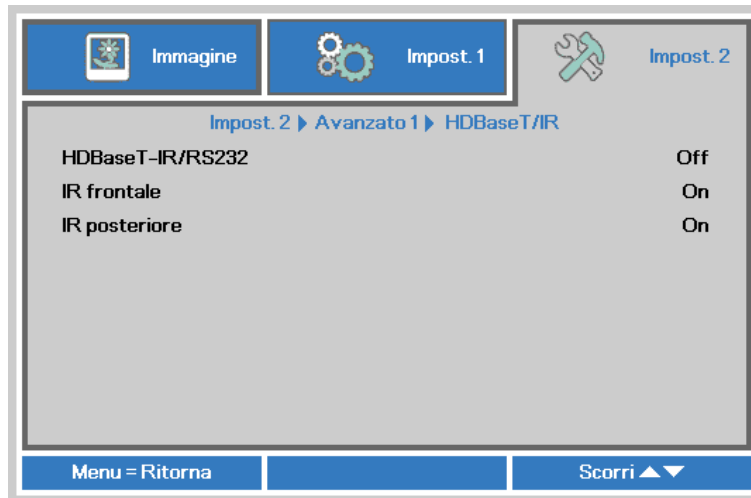 Immagine
Impost. 1
Impost. 2
Impost. 2 ▶ Avanzato 1 ▶ HDBaseT/IR
HDBaseT-IR/RS232 Off
IR frontale On
IR posteriore On
Menu = Ritorna
Scorri ▲▼